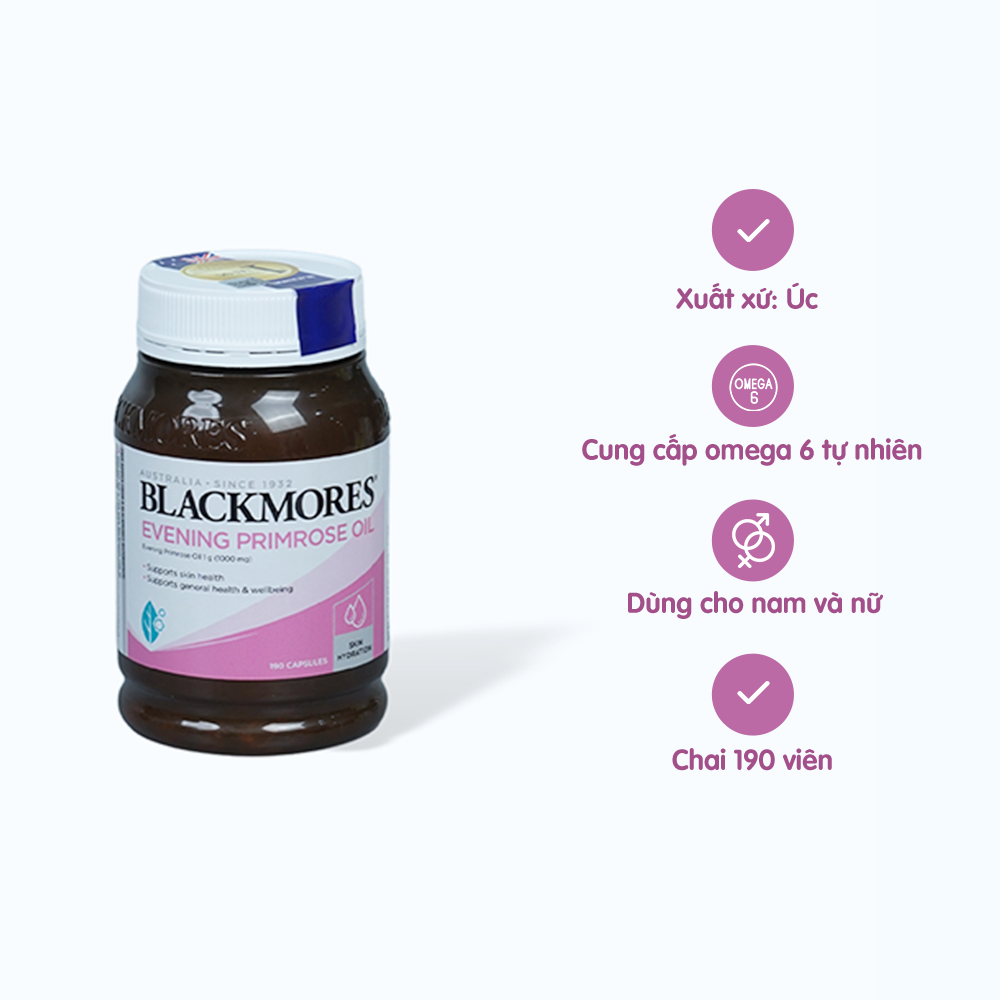 AUSTRALIA • SINCE 1932
BLACKMORES®
EVENING PRIMROSE OIL
Evening Primrose Oil 1 g (1000 mg)
• Supports skin health
• Supports general health & wellbeing
SKIN
HYDRATION
190 CAPSULES
Xuất xứ: Úc
OMEGA
6
Cung cấp omega 6 tự nhiên
Dùng cho nam và nữ
Chai 190 viên